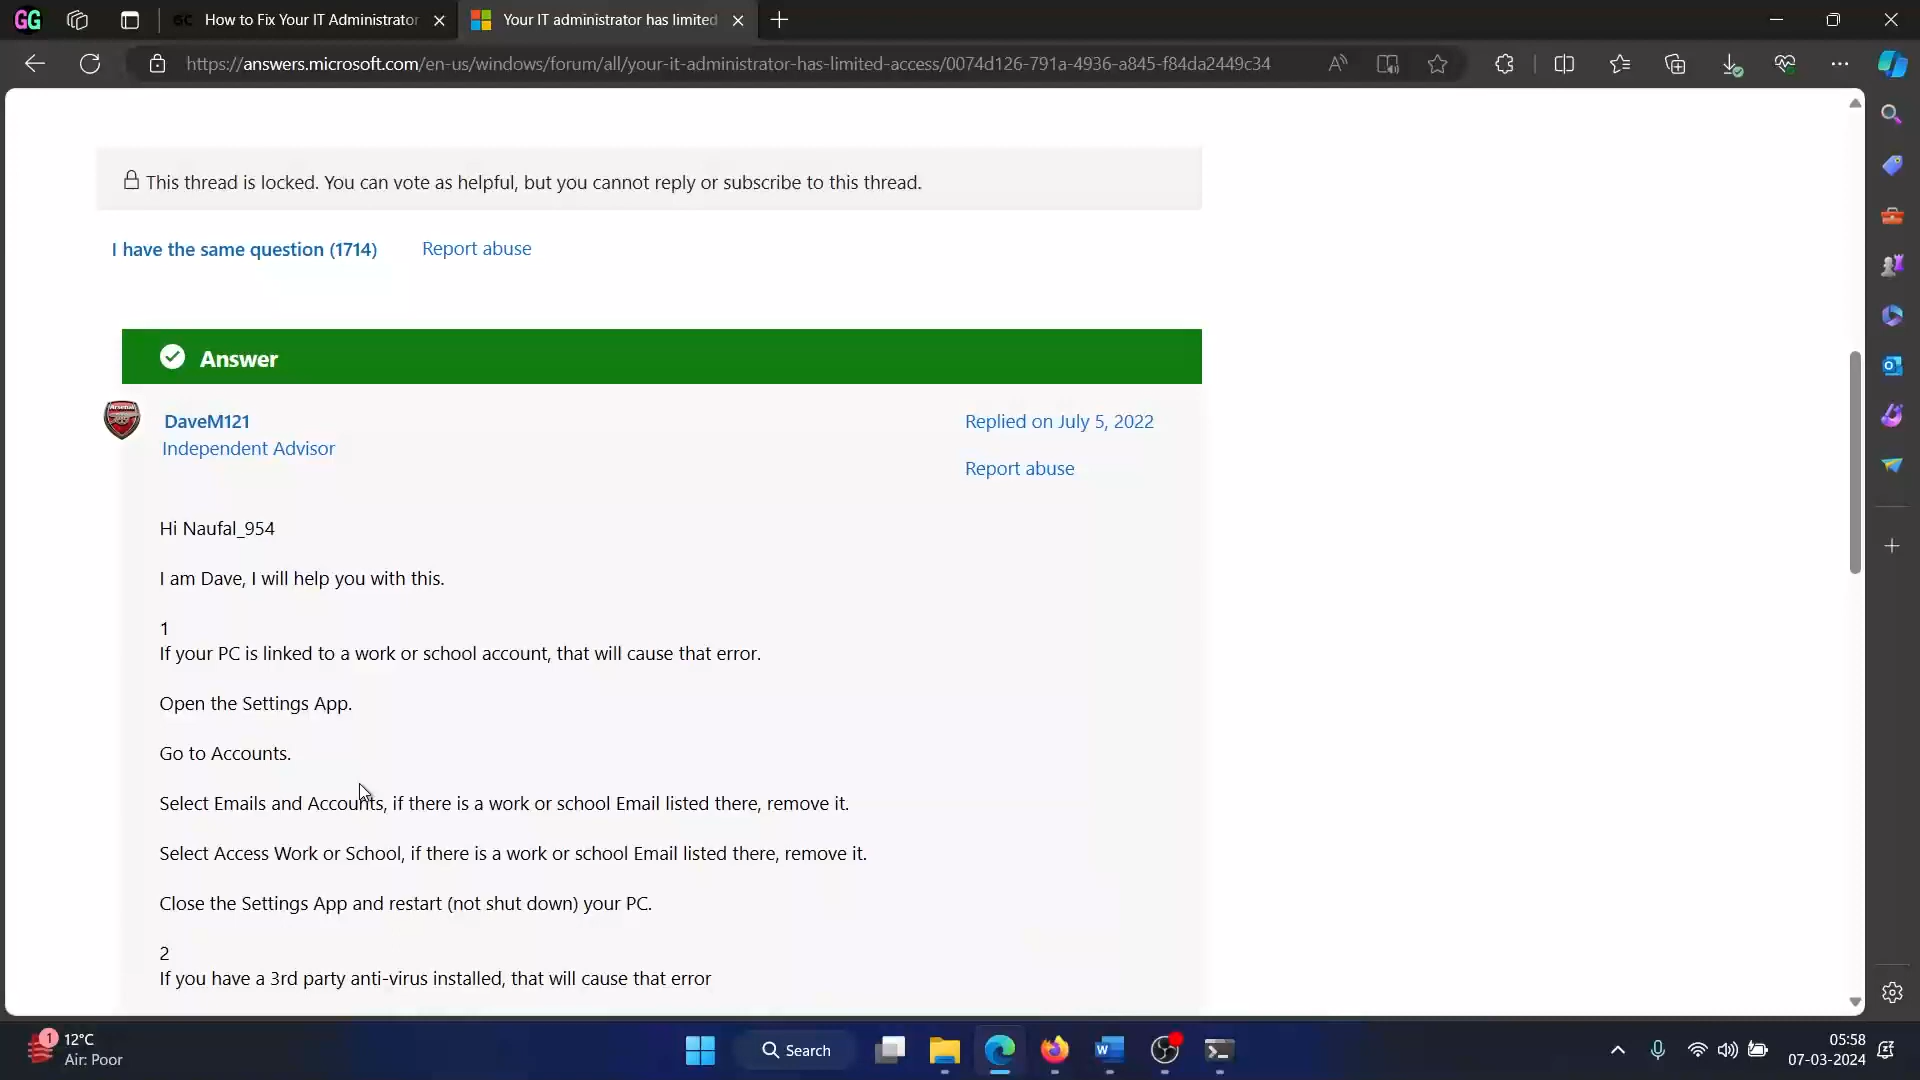 GG
GC
How to Fix Your IT Administrator
Your IT administrator has limited
https://answers.microsoft.com/en-us/windows/forum/all/your-it-administrator-has-limited-access/0074d126-791a-4936-a845-f84da2449c34
This thread is locked. You can vote as helpful, but you cannot reply or subscribe to this thread.
I have the same question (1714)
Report abuse
Answer
Arsenal
DaveM121
Replied on July 5, 2022
Independent Advisor
Report abuse
Hi Naufal_954
I am Dave, I will help you with this.
1
If your PC is linked to a work or school account, that will cause that error.
Open the Settings App.
Go to Accounts.
Select Emails and Accounts, if there is a work or school Email listed there, remove it.
Select Access Work or School, if there is a work or school Email listed there, remove it.
Close the Settings App and restart (not shut down) your PC.
2
If you have a 3rd party anti-virus installed, that will cause that error
1
12°C
Air: Poor
Search
05:58
07-03-2024